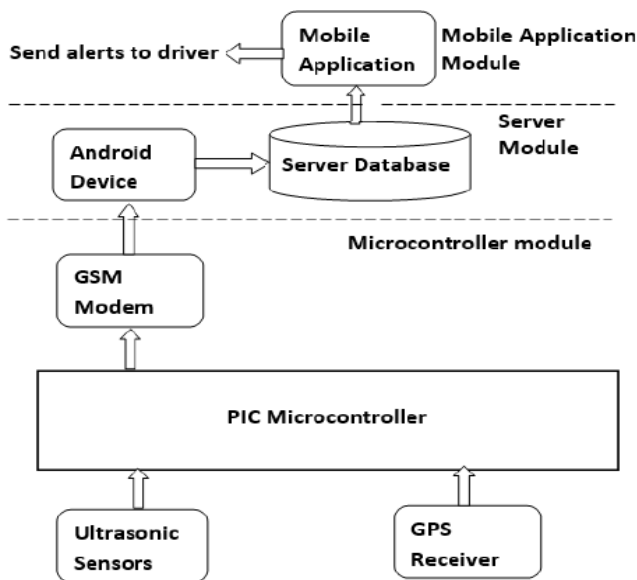 Send alerts to driver
Mobile
Application
Mobile Application
Module
Server
Module
Android
Device
Server Database
Microcontroller module
GSM
Modem
PIC Microcontroller
Ultrasonic
Sensors
GPS
Receiver